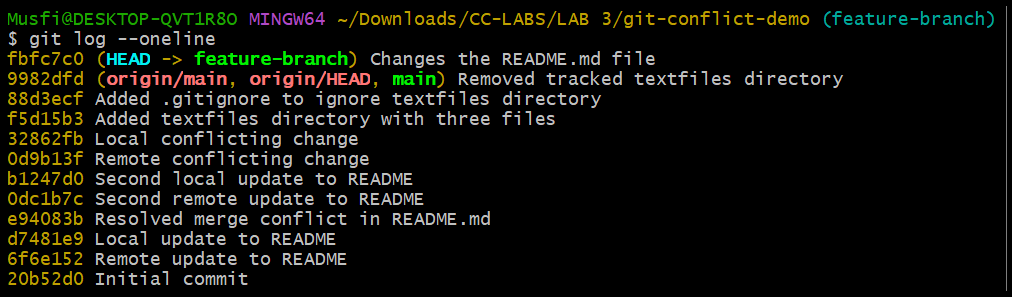 Musfi@DESKTOP-QVT1R8O MINGW64 ~/Downloads/CC-LABS/LAB 3/git-conflict-demo (feature-branch)
$ git log --oneline
fbfc7c0 (HEAD -> feature-branch) Changes the README.md file
9982dfd (origin/main, origin/HEAD, main) Removed tracked textfiles directory
88d3ecf Added .gitignore to ignore textfiles directory
f5d15b3 Added textfiles directory with three files
32862fb Local conflicting change
0d9b13f Remote conflicting change
b1247d0 Second local update to README
0dc1b7c Second remote update to README
e94083b Resolved merge conflict in README.md
d7481e9 Local update to README
6f6e152 Remote update to README
20b52d0 Initial commit